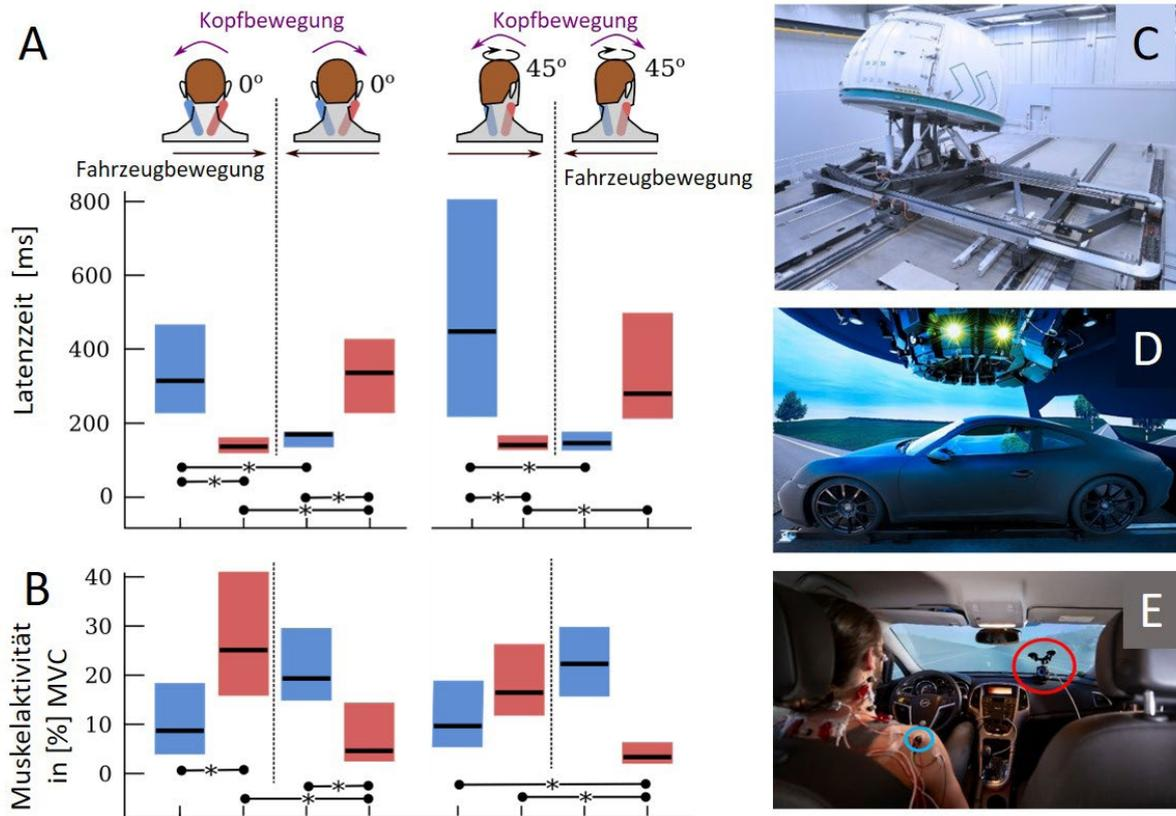 A
Kopfbewegung
0°
0°
Fahrzeugbewegung
Kopfbewegung
45°
45°
Fahrzeugbewegung
Latenzzeit [ms]
800
600
400
200
0
* *
* *
* *
* *
B
Muskelaktivität
in [%] MVC
40
30
20
10
0
* *
*
*
*
C
D
E